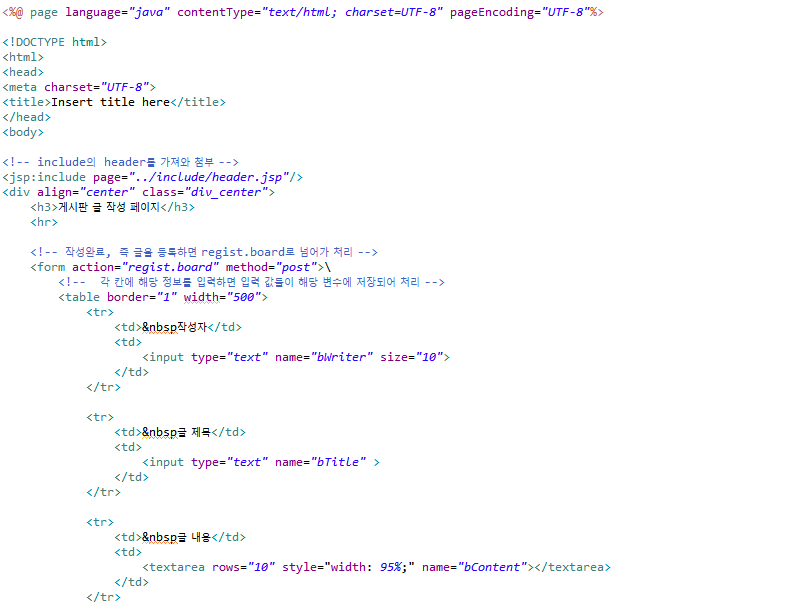 <%@ page language="java" contentType="text/html; charset=UTF-8" pageEncoding="UTF-8"%>
<!DOCTYPE html>
<html>
<head>
<meta charset="UTF-8">
<title>Insert title here</title>
</head>
<body>
<!-- include의 header를 가져와 첨부 -->
<jsp:include page="../include/header.jsp"/>
<div align="center" class="div_center">
<h3>게시판 글 작성 페이지</h3>
<hr>
<!-- 작성완료, 즉 글을 등록하면 regist.board로 넘어가 처리 -->
<form action="regist.board" method="post">\
<!-- 각 칸에 해당 정보를 입력하면 입력 값들이 해당 변수에 저장되어 처리 -->
<table border="1" width="500">
<tr>
<td>&nbsp작성자</td>
<td>
<input type="text" name="bWriter" size="10">
</td>
</tr>
<tr>
<td>&nbsp글 제목</td>
<td>
<input type="text" name="bTitle" >
</td>
</tr>
<tr>
<td>&nbsp글 내용</td>
<td>
<textarea rows="10" style="width: 95%;" name="bContent"></textarea>
</td>
</tr>